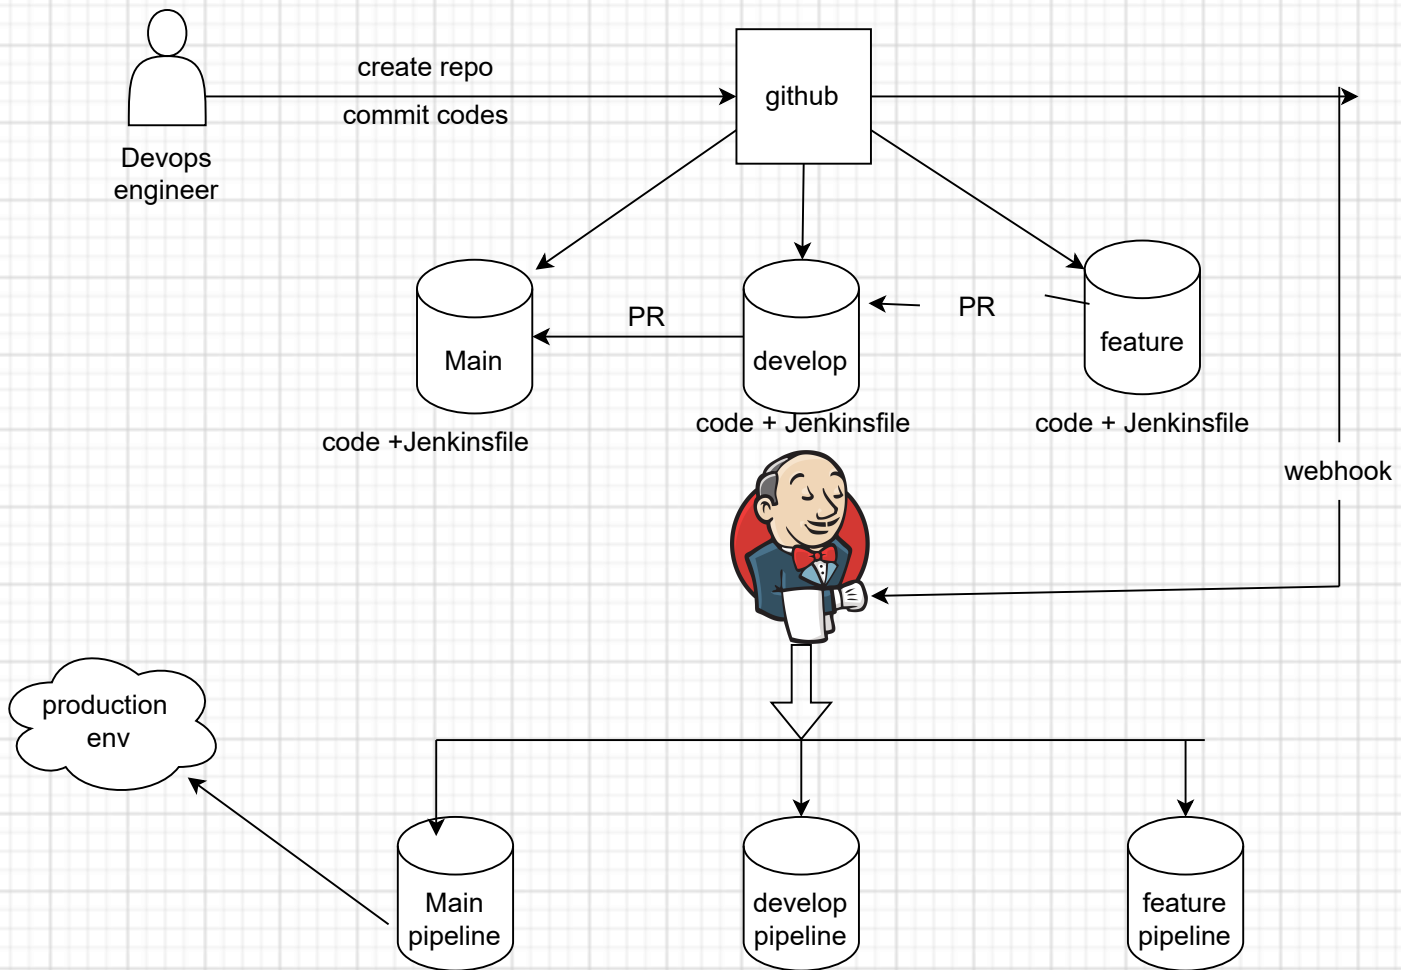 create repo
github
commit codes
Devops
engineer
PR
PR
Main
develop
feature
code +Jenkinsfile
code + Jenkinsfile
code + Jenkinsfile
webhook
production
env
Main
pipeline
develop
pipeline
feature
pipeline